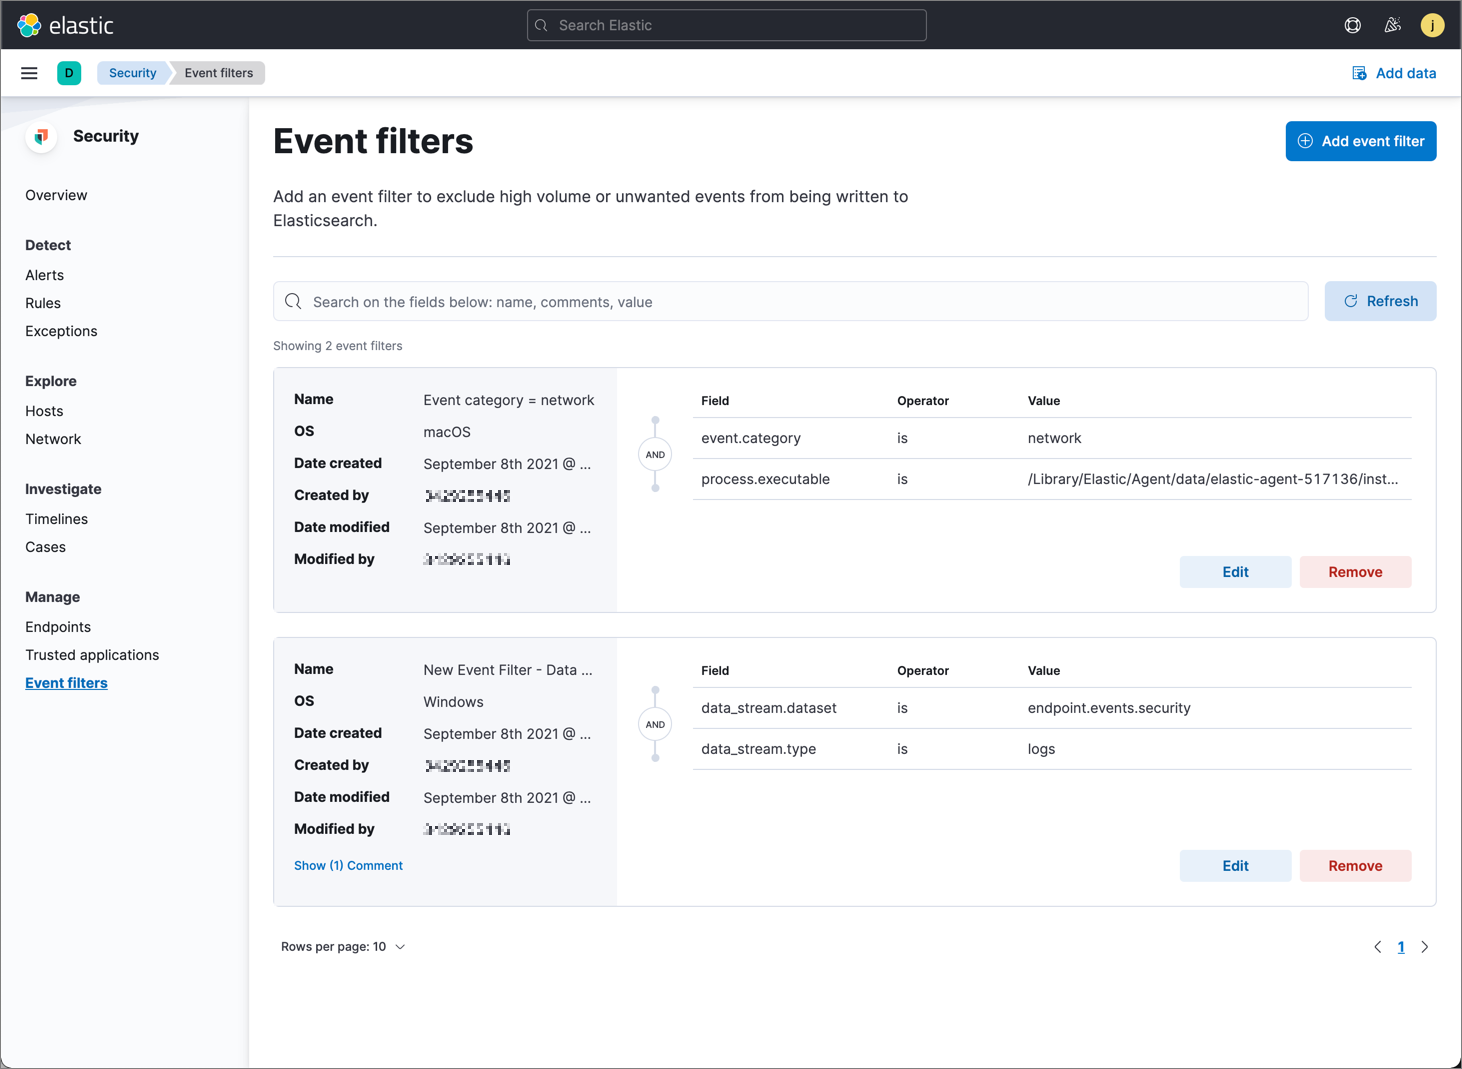 elastic
Search Elastic
j
D
Security
Event filters
Add data
Security
Overview
Detect
Alerts
Rules
Exceptions
Explore
Hosts
Network
Investigate
Timelines
Cases
Manage
Endpoints
Trusted applications
Event filters
Event filters
Add event filter
Add an event filter to exclude high volume or unwanted events from being written to
Elasticsearch.
Search on the fields below: name, comments, value
Refresh
Showing 2 event filters
Name Event category = network
OS macOS
Date created September 8th 2021 @ ...
Created by
Date modified September 8th 2021 @ ...
Modified by
AND
Field Operator Value
event.category is network
process.executable is /Library/Elastic/Agent/data/elastic-agent-517136/inst...
Edit
Remove
Name New Event Filter - Data ...
OS Windows
Date created September 8th 2021 @ ...
Created by
Date modified September 8th 2021 @ ...
Modified by
Show (1) Comment
AND
Field Operator Value
data_stream.dataset is endpoint.events.security
data_stream.type is logs
Edit
Remove
Rows per page: 10
1